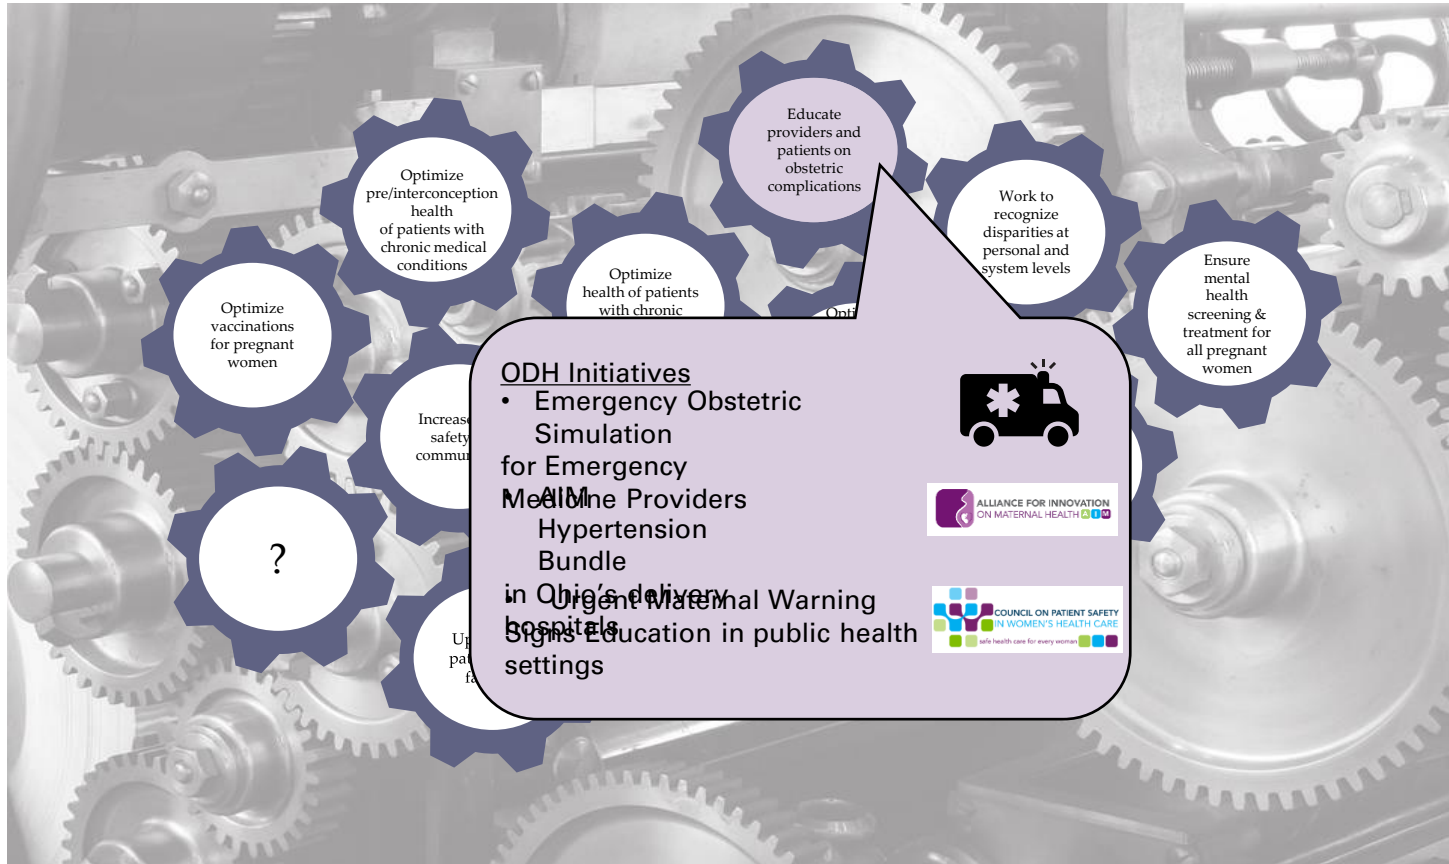 Educate
providers and
patients on
obstetric
complications
Optimize
pre/interconception
health
of patients with
chronic medical
conditions
Work to
recognize
disparities at
personal and
system levels
Ensure
mental
health
screening &
treatment for
all pregnant
women
Optimize
health of patients
with chronic
Optimize
vaccinations
for pregnant
women
Increase
safety
?
ODH Initiatives
• Emergency Obstetric
Simulation
for Emergency
Medicine Providers
• AIM
Hypertension
Bundle
in Ohio's delivery
hospitals
• Urgent Maternal Warning
Signs Education in public health
settings
ALLIANCE FOR INNOVATION
ON MATERNAL HEALTH AIM
COUNCIL ON PATIENT SAFETY
IN WOMEN'S HEALTH CARE
safe health care for every woman